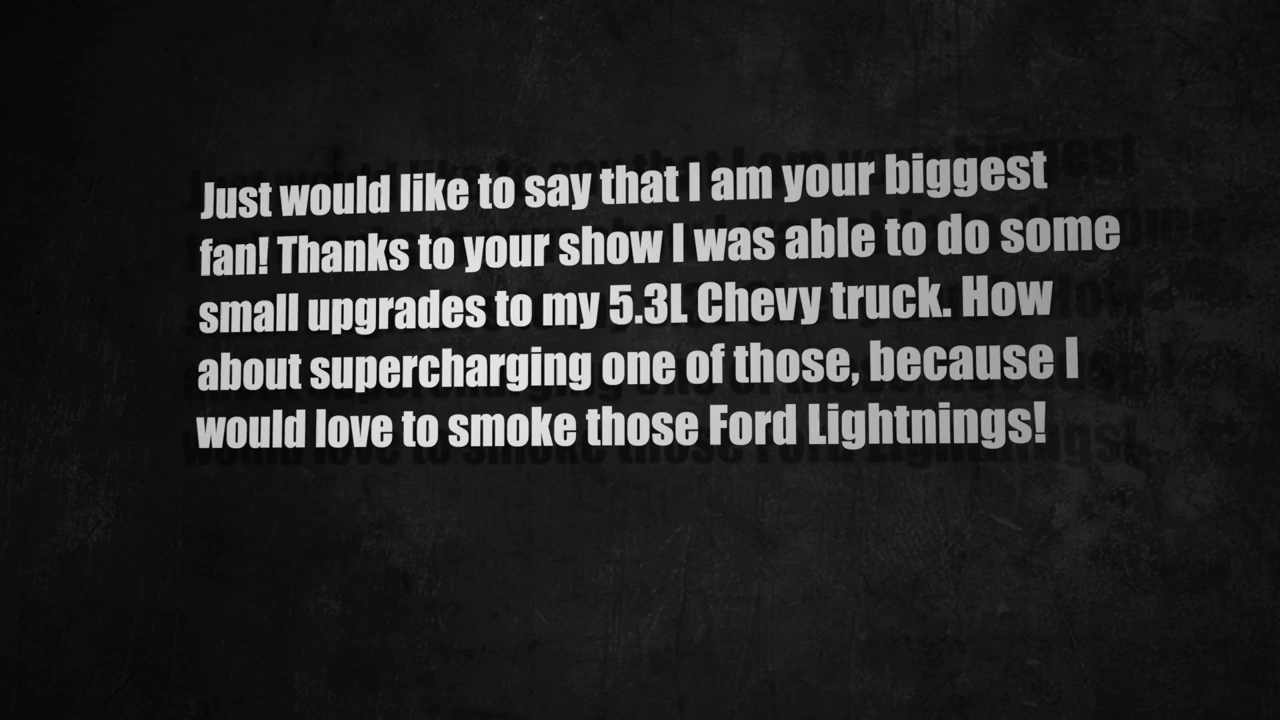 Just would like to say that I am your biggest
fan! Thanks to your show I was able to do some
small upgrades to my 5.3L Chevy truck. How
about supercharging one of those, because I
would love to smoke those Ford Lightnings!